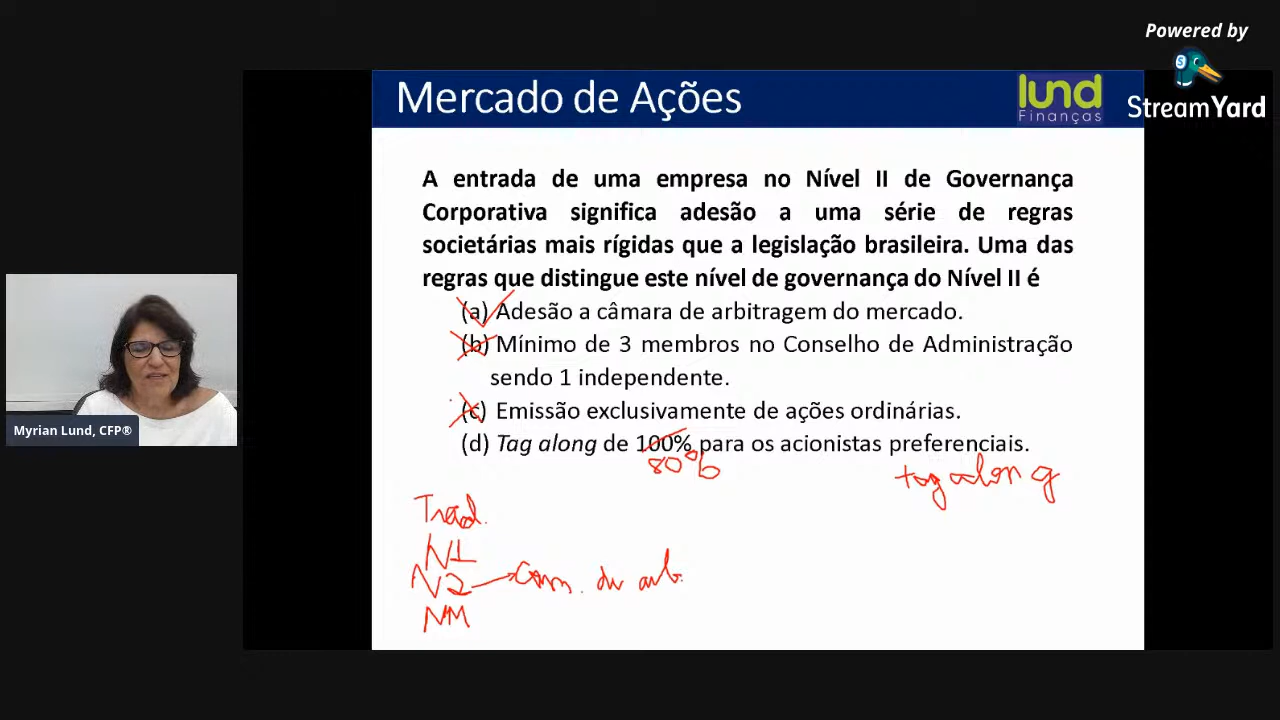 Powered by
StreamYard
Mercado de Ações
lund
Finanças
A entrada de uma empresa no Nível II de Governança
Corporativa significa adesão a uma série de regras
societárias mais rígidas que a legislação brasileira. Uma das
regras que distingue este nível de governança do Nível II é
(a) Adesão a câmara de arbitragem do mercado.
(b) Mínimo de 3 membros no Conselho de Administração
sendo 1 independente.
(c) Emissão exclusivamente de ações ordinárias.
(d) Tag along de 100% para os acionistas preferenciais.
80%
tag along
Trad.
N1
N2 Cam. de arb.
NM
Myrian Lund, CFP®